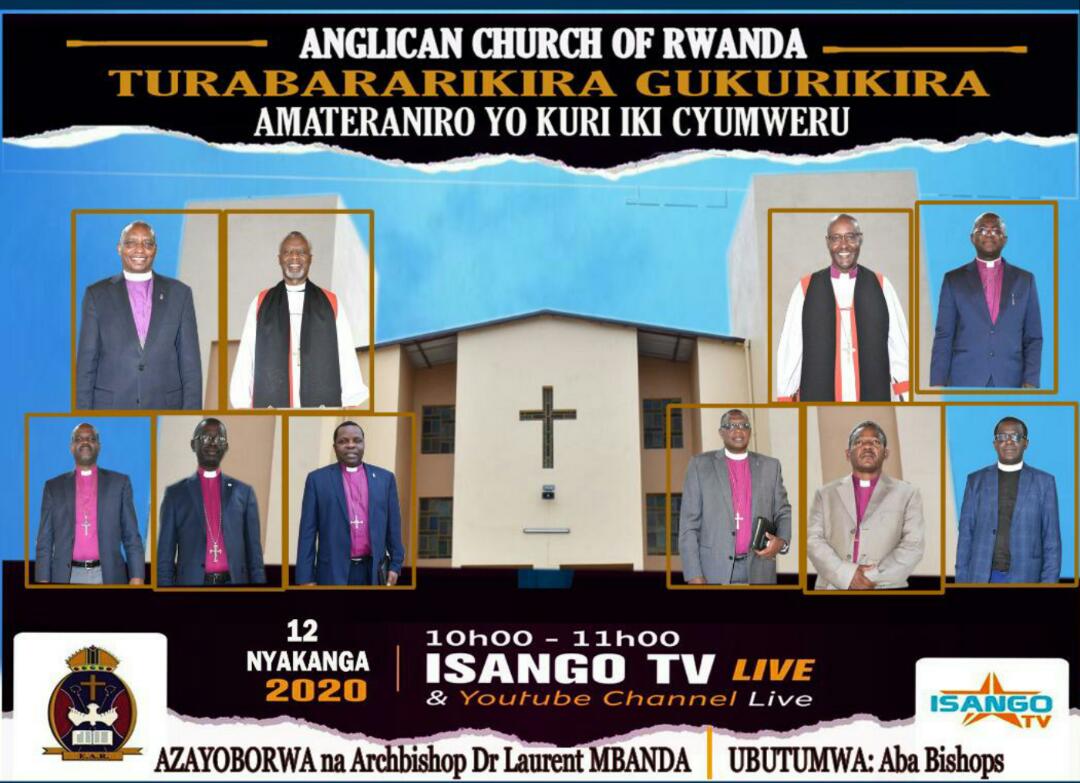 ANGLICAN CHURCH OF RWANDA
TURABARARIKIRA GUKURIKIRA
AMATERANIRO YO KURI IKI CYUMWERU
12
NYAKANGA
2020
10h00 - 11h00
ISANGO TV LIVE
& Youtube Channel Live
E.A.R.
ISANGO
TV
AZAYOBORWA na Archbishop Dr Laurent MBANDA
UBUTUMWA: Aba Bishops